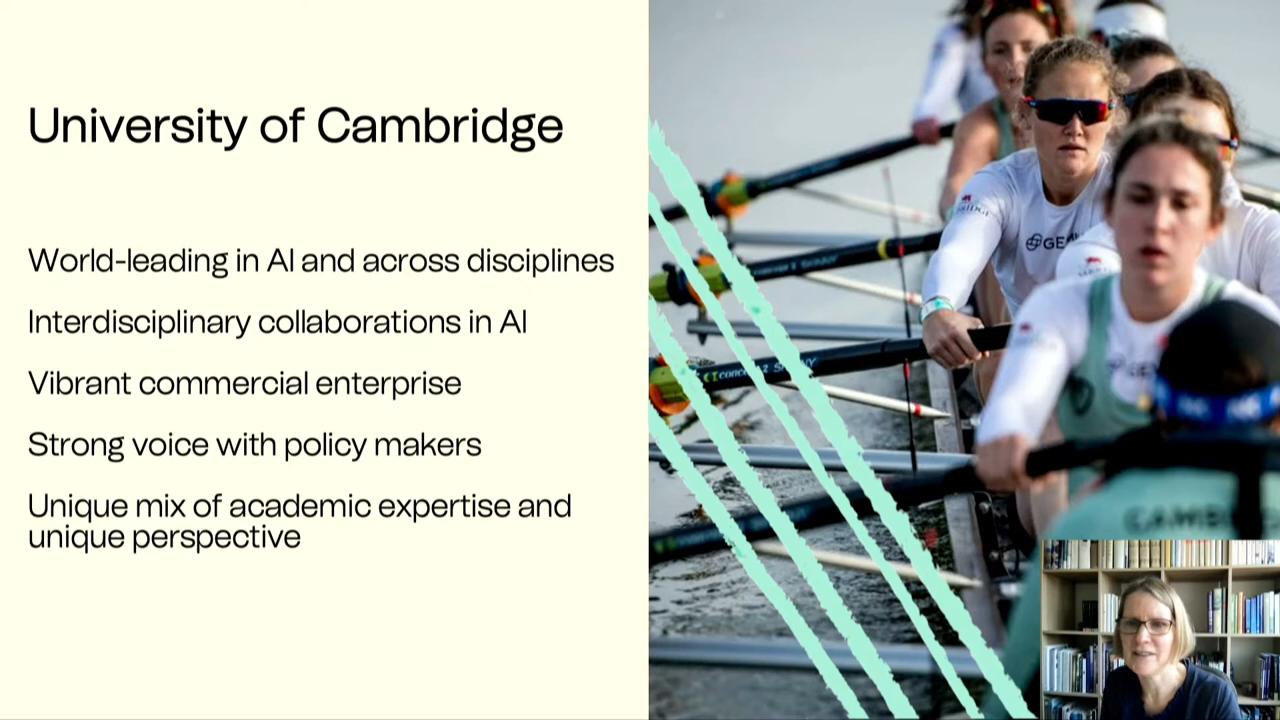 University of Cambridge
World-leading in AI and across disciplines
Interdisciplinary collaborations in AI
Vibrant commercial enterprise
Strong voice with policy makers
Unique mix of academic expertise and
unique perspective